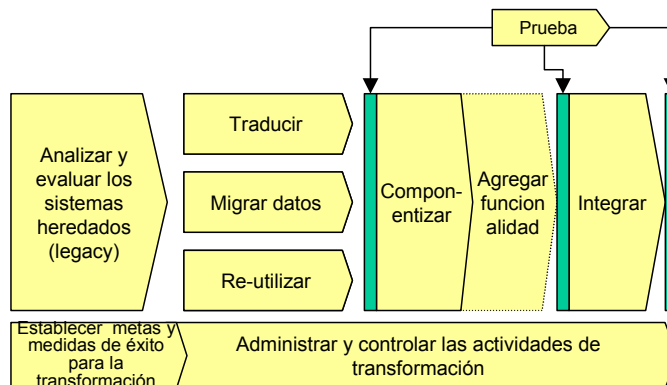 Prueba
Analizar y
evaluar los
sistemas
heredados
(legacy)
Traducir
Migrar datos
Re-utilizar
Compon-
entizar
Agregar
funcion
alidad
Integrar
Establecer metas y
medidas de éxito
para la
transformación
Administrar y controlar las actividades de
transformación